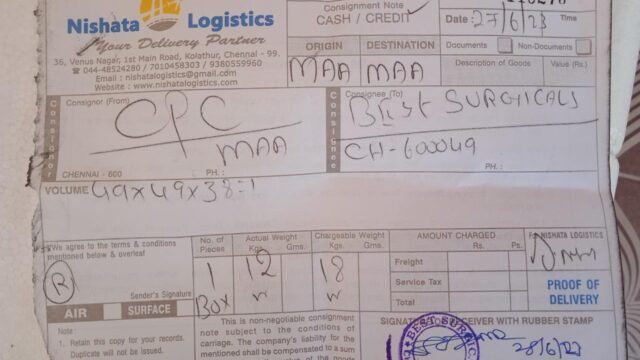 Nishata Logistics
Your Delivery Partner
36, Venus Nagar, 1st Main Road, Kolathur, Chennai - 99.
☎ 044-48524280 / 7010458303 / 9380559960
Email : nishatalogistics@gmail.com
Website : www.nishatalogistics.com
Consignment Note
CASH / CREDIT
Date : 27/6/23 Time
ORIGIN DESTINATION
MAA MAA
Documents Non-Documents
Description of Goods Value (Rs.)
Consignor
Consignor (From)
CPC
MAA
CHENNAI - 600 PH. :
Consignee
Consignee (To)
BEST SURGICALS
CH-600049
PH. :
VOLUME 49x49x38:1
We agree to the terms & conditions
mentioned below & overleaf
R
Sender's Signature
AIR SURFACE
No. of Pieces
1
Box
Actual Weight
Kgs. Gms.
12
Chargeable Weight
Kgs. Gms.
18
AMOUNT CHARGED
Rs. Ps.
Freight
Service Tax
Total
For NISHATA LOGISTICS
PROOF OF
DELIVERY
Note :
1. Retain this copy for your records.
Duplicate will not be issued.
This is non-negotiable consignment
note subject to the conditions of
carriage. The company's liability for
the mentioned shall be compensated to a sum
SIGNATURE RECEIVER WITH RUBBER STAMP
BEST SURGIC
28/6/23